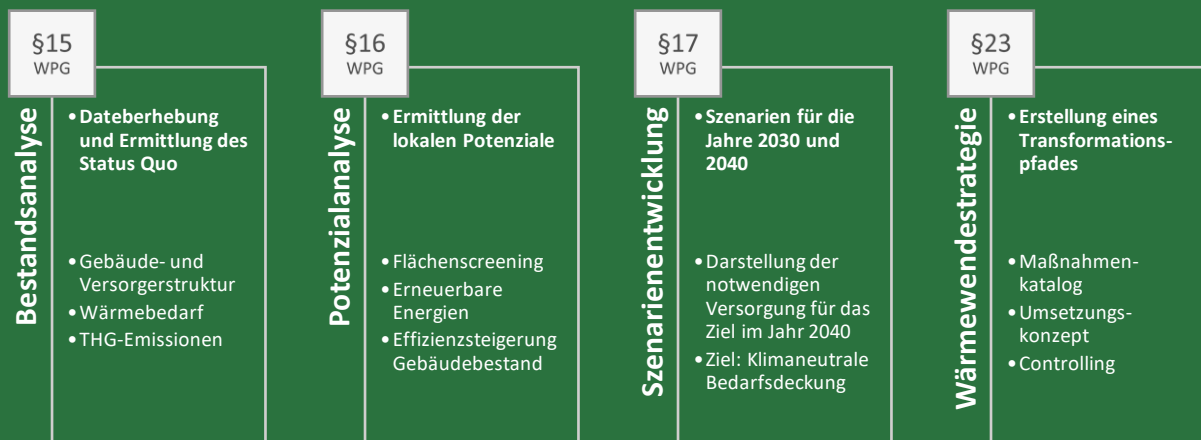 §15
WPG
Bestandsanalyse
• Dateberhebung
und Ermittlung des
Status Quo
• Gebäude- und
Versorgerstruktur
• Wärmebedarf
• THG-Emissionen
§16
WPG
Potenzialanalyse
• Ermittlung der
lokalen Potenziale
• Flächenscreening
• Erneuerbare
Energien
• Effizienzsteigerung
Gebäudebestand
§17
WPG
Szenarienentwicklung
• Szenarien für die
Jahre 2030 und
2040
• Darstellung der
notwendigen
Versorgung für das
Ziel im Jahr 2040
• Ziel: Klimaneutrale
Bedarfsdeckung
§23
WPG
Wärmewendestrategie
• Erstellung eines
Transformations-
pfades
• Maßnahmen-
katalog
• Umsetzungs-
konzept
• Controlling